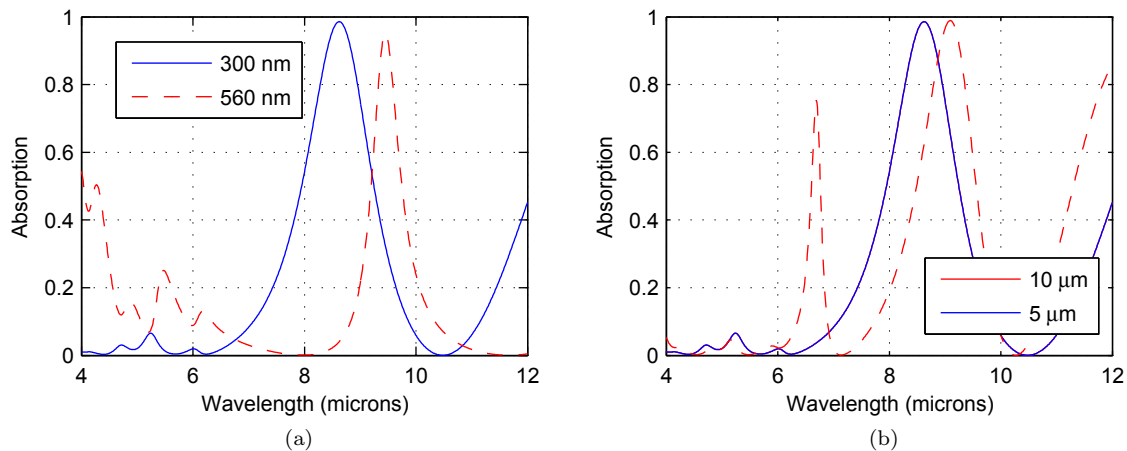 1
0.8
0.6
0.4
0.2
0
Absorption
300 nm
560 nm
4
6
8
10
12
Wavelength (microns)
(a)
1
0.8
0.6
0.4
0.2
0
Absorption
10 μm
5 μm
4
6
8
10
12
Wavelength (microns)
(b)